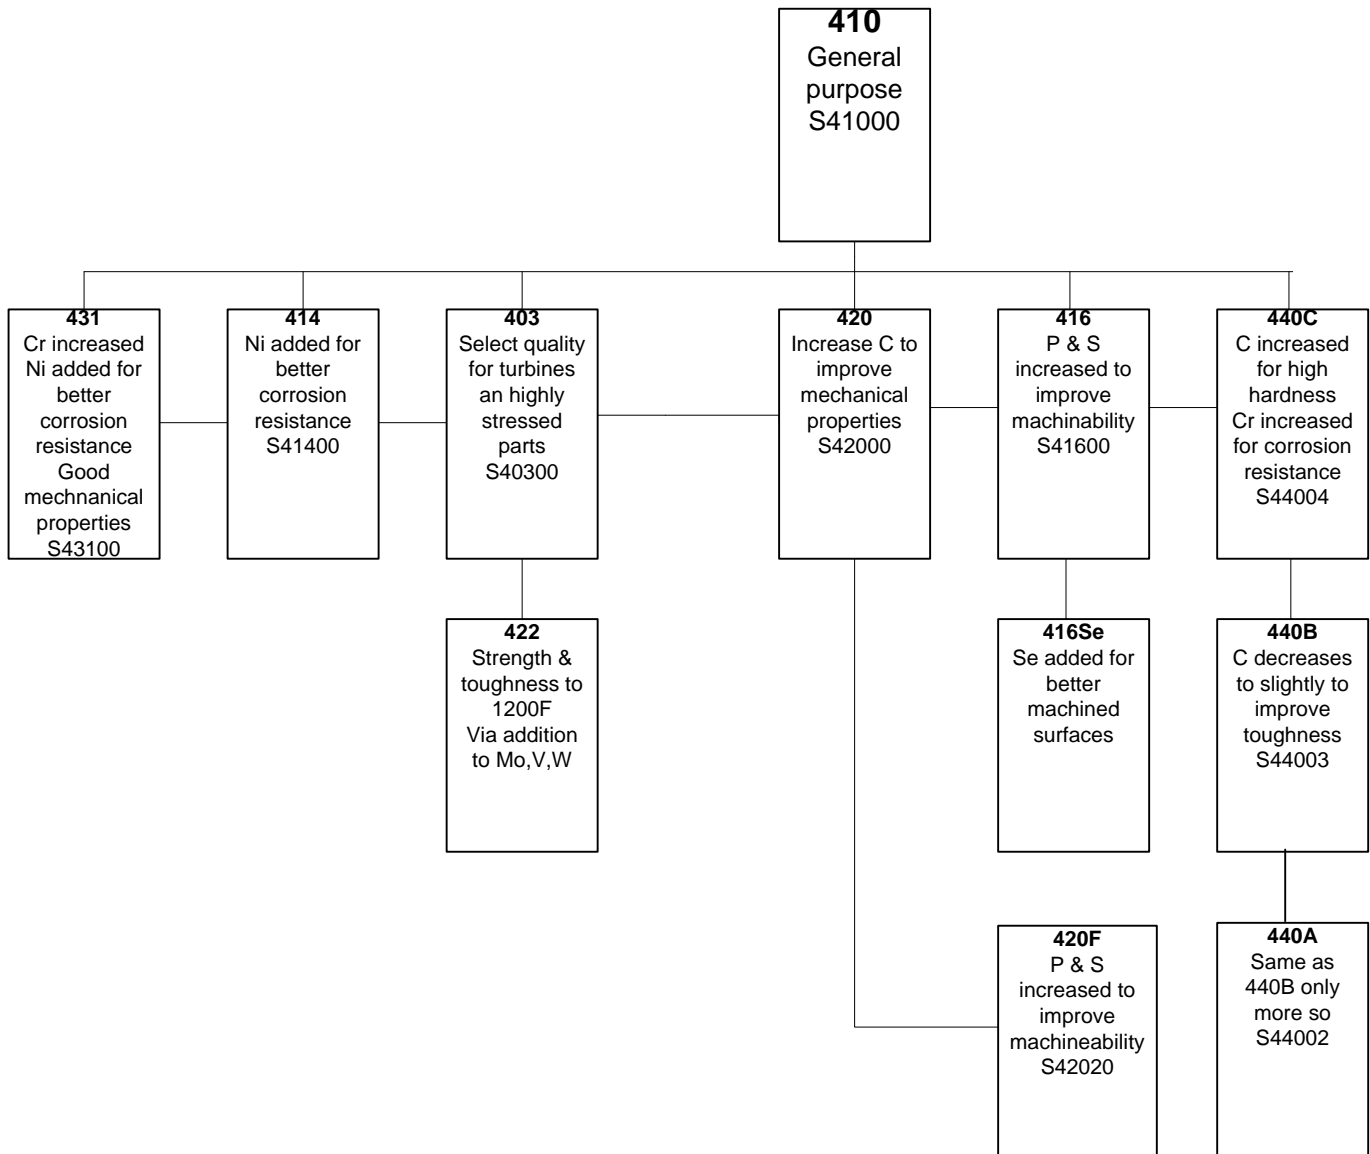 410
General
purpose
S41000
431
Cr increased
Ni added for
better
corrosion
resistance
Good
mechnanical
properties
S43100
414
Ni added for
better
corrosion
resistance
S41400
403
Select quality
for turbines
an highly
stressed
parts
S40300
420
Increase C to
improve
mechanical
properties
S42000
416
P & S
increased to
improve
machinability
S41600
440C
C increased
for high
hardness
Cr increased
for corrosion
resistance
S44004
422
Strength &
toughness to
1200F
Via addition
to Mo,V,W
416Se
Se added for
better
machined
surfaces
440B
C decreases
to slightly to
improve
toughness
S44003
420F
P & S
increased to
improve
machineability
S42020
440A
Same as
440B only
more so
S44002